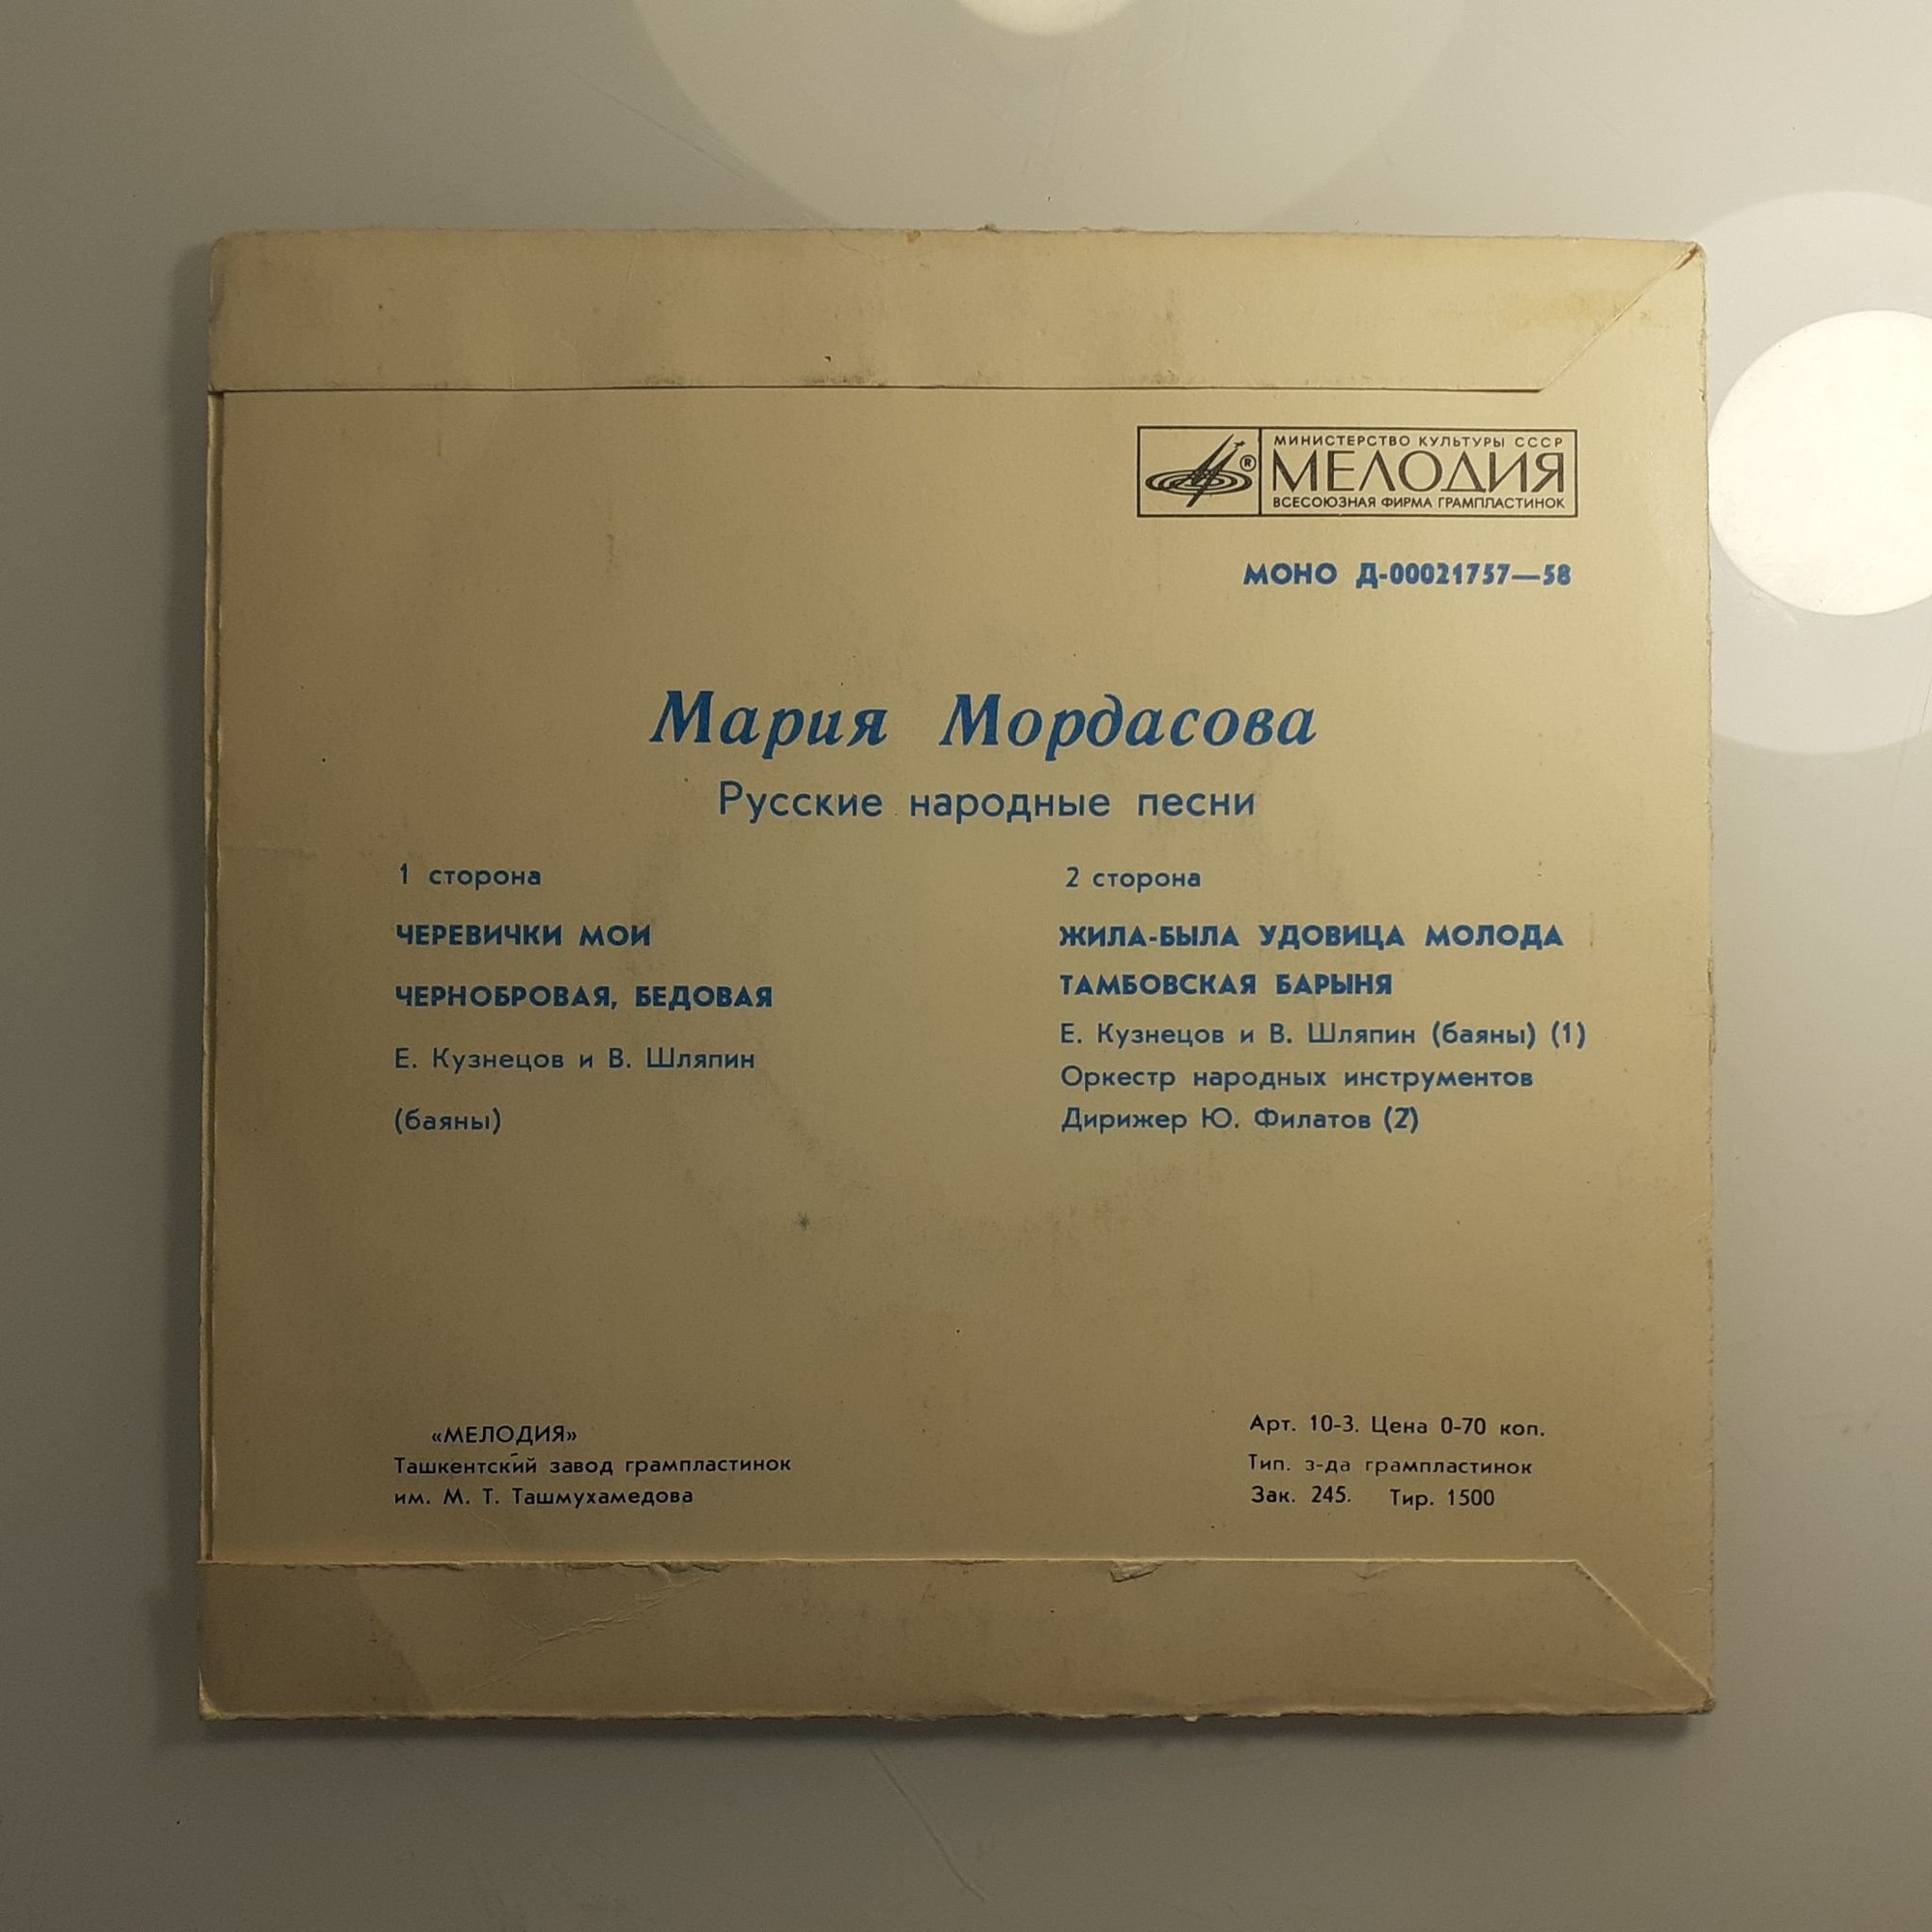 МИНИСТЕРСТВО КУЛЬТУРЫ СССР
МЕЛОДИЯ
ВСЕСОЮЗНАЯ ФИРМА ГРАМПЛАСТИНОК
®
МОНО Д-00021757—58
Мария Мордасова
Русские народные песни
1 сторона
ЧЕРЕВИЧКИ МОИ
ЧЕРНОБРОВАЯ, БЕДОВАЯ
Е. Кузнецов и В. Шляпин
(баяны)
2 сторона
ЖИЛА-БЫЛА УДОВИЦА МОЛОДА
ТАМБОВСКАЯ БАРЫНЯ
Е. Кузнецов и В. Шляпин (баяны) (1)
Оркестр народных инструментов
Дирижер Ю. Филатов (2)
«МЕЛОДИЯ»
Ташкентский завод грампластинок
им. М. Т. Ташмухамедова
Арт. 10-3. Цена 0-70 коп.
Тип. з-да грампластинок
Зак. 245. Тир. 1500